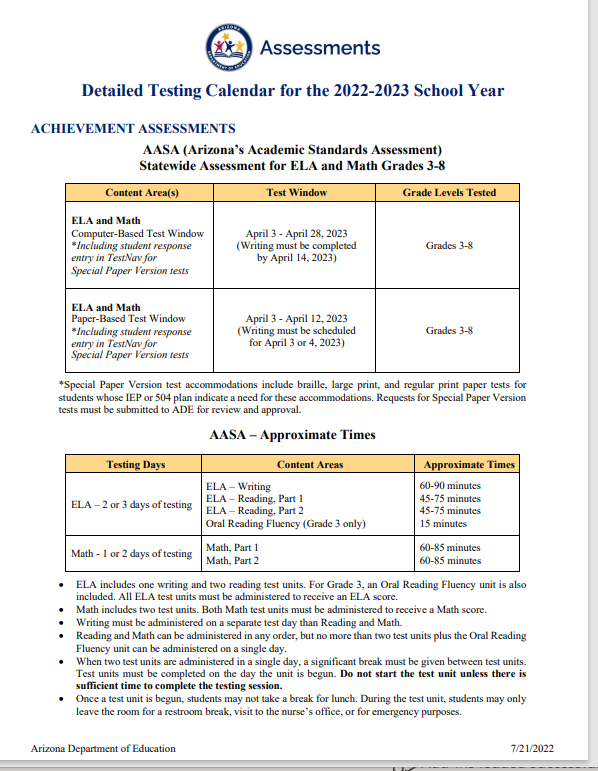 Assessments
Detailed Testing Calendar for the 2022-2023 School Year
ACHIEVEMENT ASSESSMENTS
AASA (Arizona's Academic Standards Assessment)
Statewide Assessment for ELA and Math Grades 3-8
Content Area(s) Test Window Grade Levels Tested
ELA and Math
Computer-Based Test Window
*Including student response
entry in TestNav for
Special Paper Version tests
April 3 - April 28, 2023
(Writing must be completed
by April 14, 2023)
Grades 3-8
ELA and Math
Paper-Based Test Window
*Including student response
entry in TestNav for
Special Paper Version tests
April 3 - April 12, 2023
(Writing must be scheduled
for April 3 or 4, 2023)
Grades 3-8
*Special Paper Version test accommodations include braille, large print, and regular print paper tests for
students whose IEP or 504 plan indicate a need for these accommodations. Requests for Special Paper Version
tests must be submitted to ADE for review and approval.
AASA – Approximate Times
Testing Days Content Areas Approximate Times
ELA – 2 or 3 days of testing
ELA – Writing 60-90 minutes
ELA – Reading, Part 1 45-75 minutes
ELA – Reading, Part 2 45-75 minutes
Oral Reading Fluency (Grade 3 only) 15 minutes
Math - 1 or 2 days of testing
Math, Part 1 60-85 minutes
Math, Part 2 60-85 minutes
• ELA includes one writing and two reading test units. For Grade 3, an Oral Reading Fluency unit is also
included. All ELA test units must be administered to receive an ELA score.
• Math includes two test units. Both Math test units must be administered to receive a Math score.
• Writing must be administered on a separate test day than Reading and Math.
• Reading and Math can be administered in any order, but no more than two test units plus the Oral Reading
Fluency unit can be administered on a single day.
• When two test units are administered in a single day, a significant break must be given between test units.
Test units must be completed on the day the unit is begun. Do not start the test unit unless there is
sufficient time to complete the testing session.
• Once a test unit is begun, students may not take a break for lunch. During the test unit, students may only
leave the room for a restroom break, visit to the nurse's office, or for emergency purposes.
Arizona Department of Education 7/21/2022